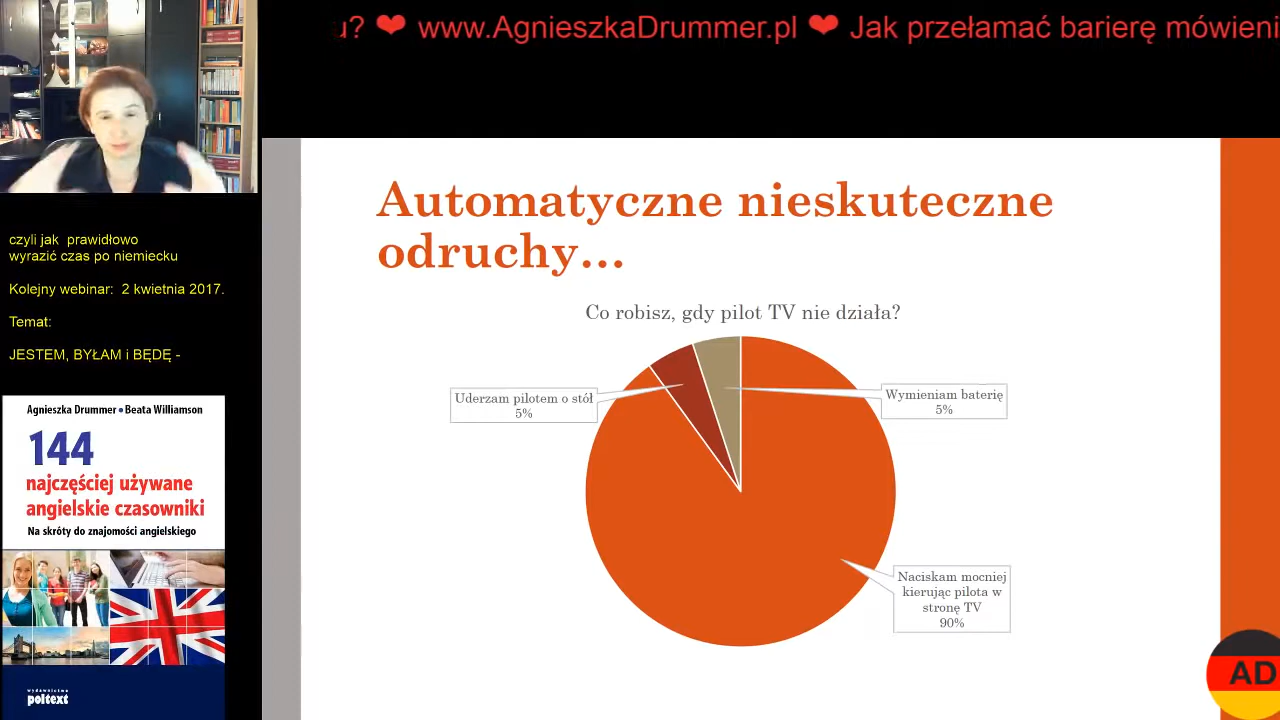 u? ❤ www.AgnieszkaDrummer.pl ❤ Jak przełamać barierę mówieni
Automatyczne nieskuteczne
odruchy...
Co robisz, gdy pilot TV nie działa?
Uderzam pilotem o stół
5%
Wymieniam baterię
5%
Naciskam mocniej
kierując pilota w
stronę TV
90%
czyli jak prawidłowo
wyrazić czas po niemiecku
Kolejny webinar: 2 kwietnia 2017.
Temat:
JESTEM, BYŁAM i BĘDĘ -
Agnieszka Drummer • Beata Williamson
144
najczęściej używane
angielskie czasowniki
Na skróty do znajomości angielskiego
wydawnictwo
poltext
AD